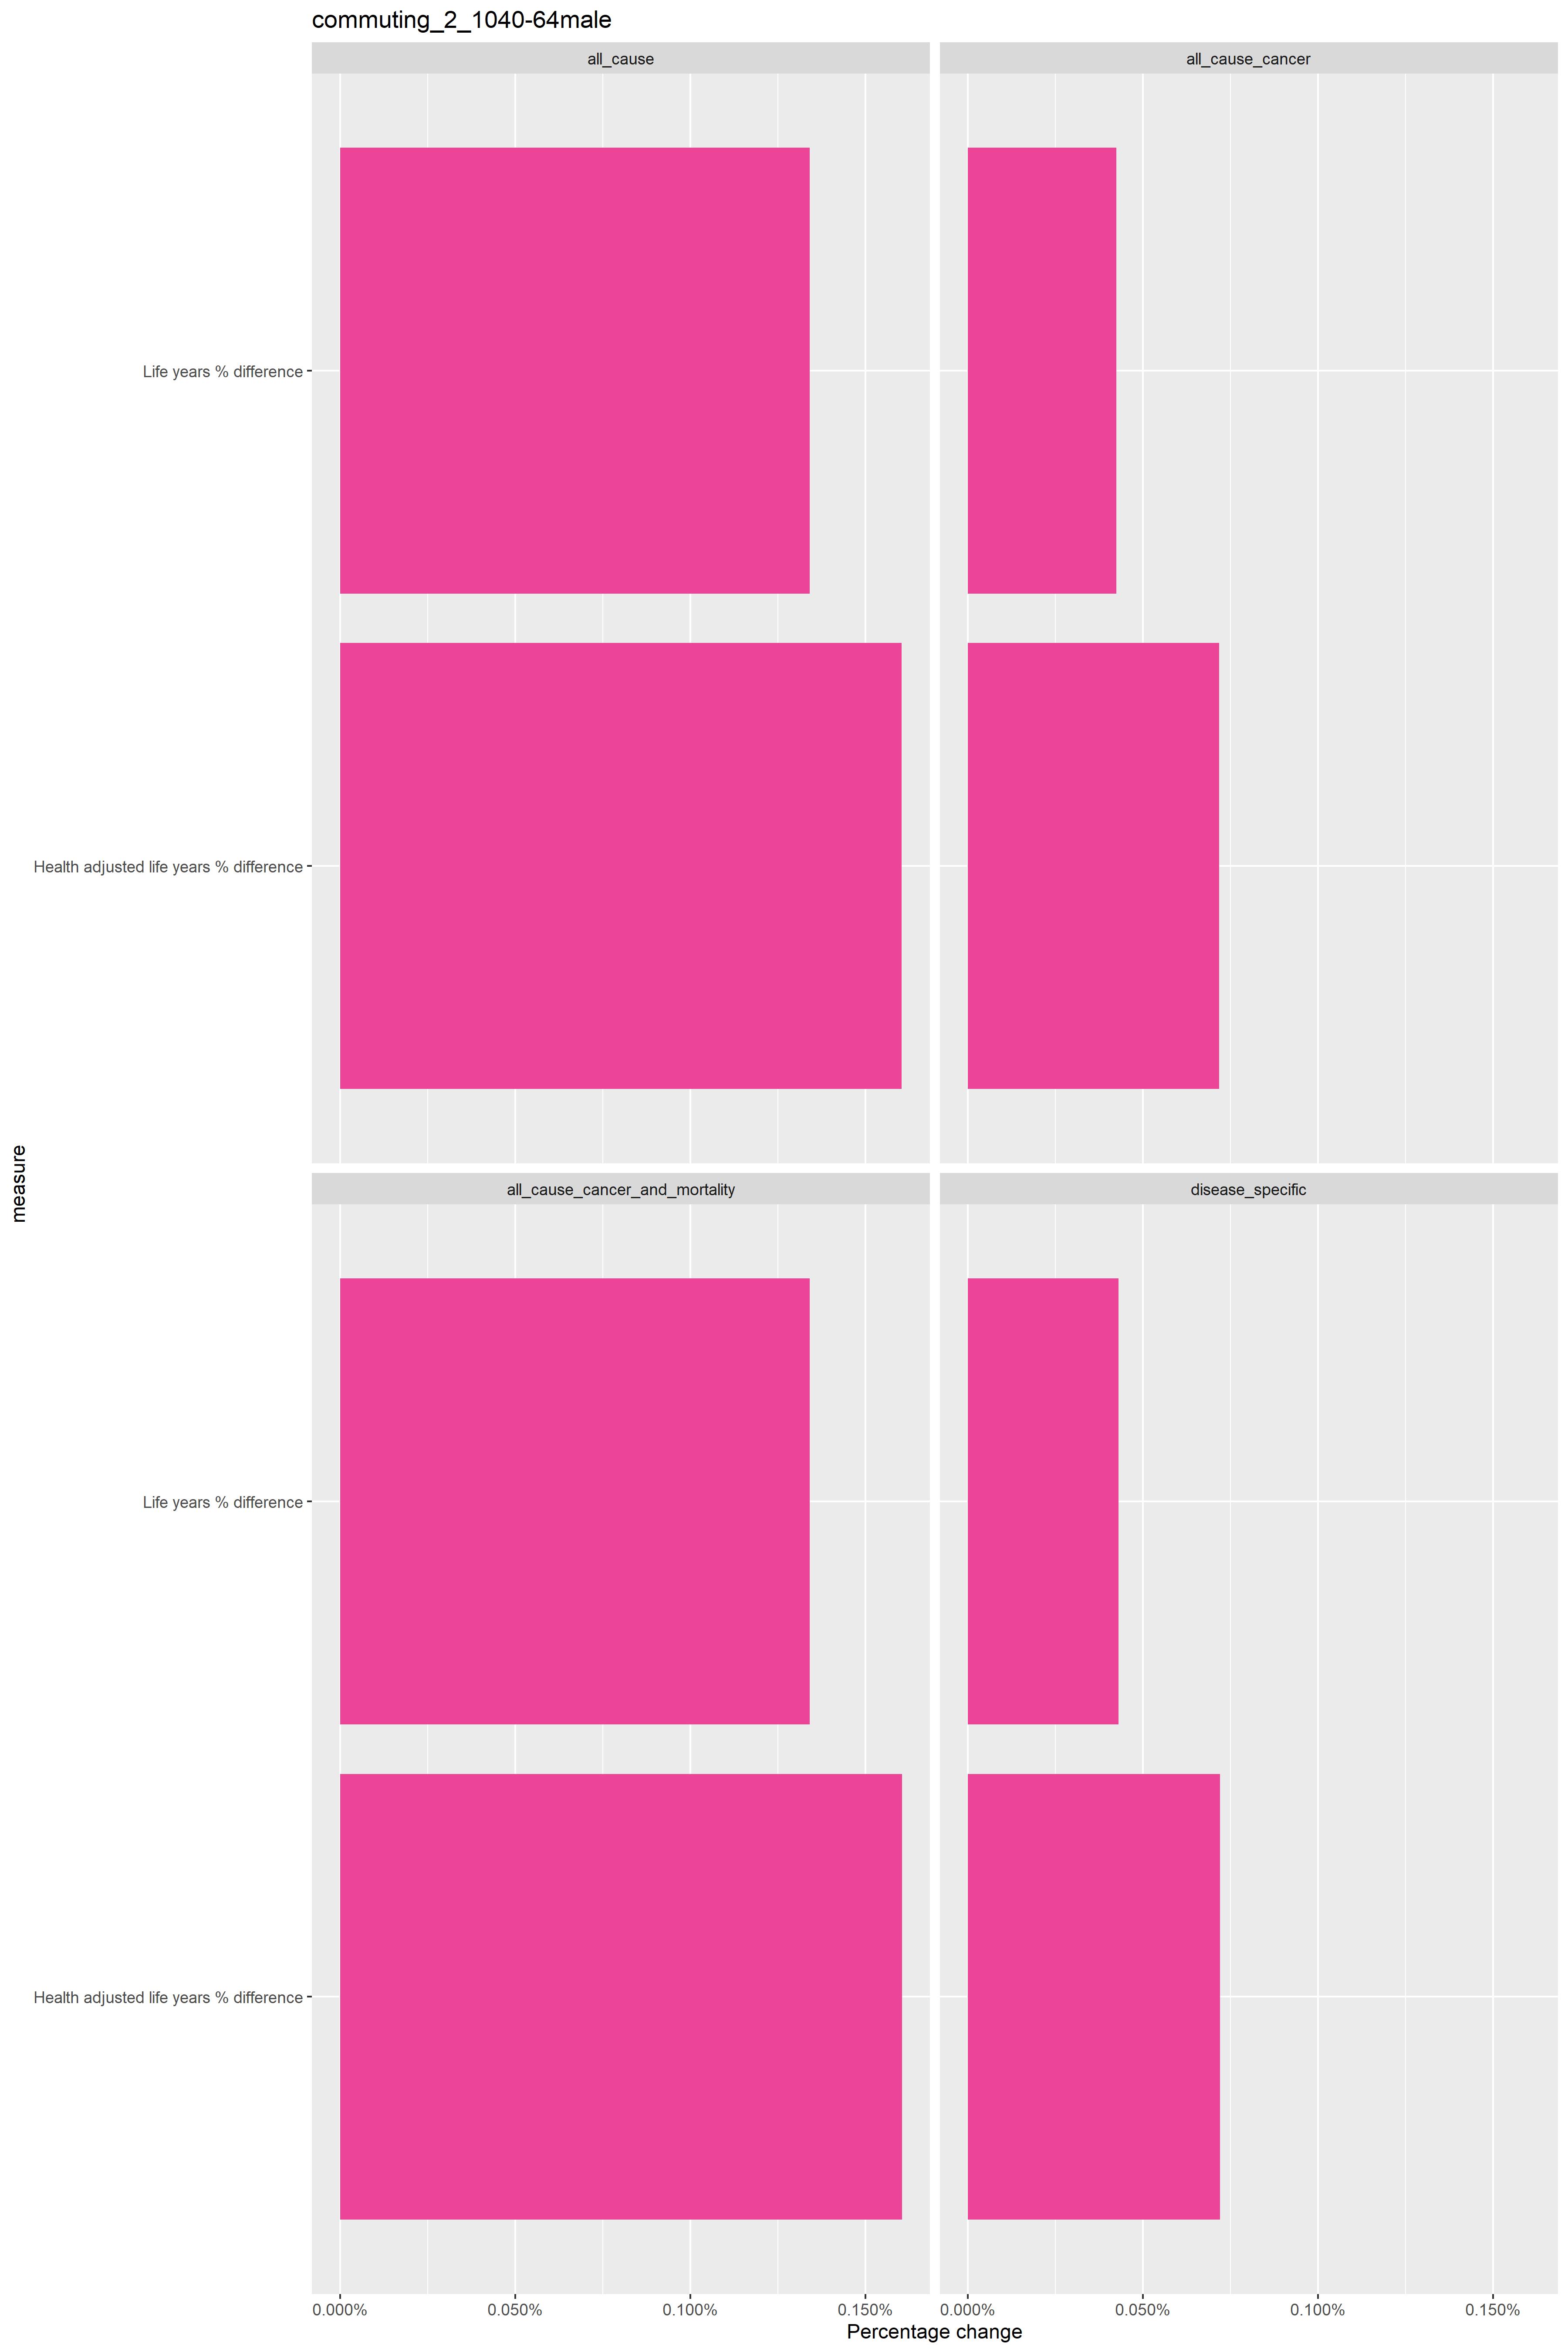 commuting_2_1040-64male
all_cause
all_cause_cancer
Life years % difference
Health adjusted life years % difference
measure
all_cause_cancer_and_mortality
disease_specific
Life years % difference
Health adjusted life years % difference
0.000%
0.050%
0.100%
0.150%
0.000%
0.050%
0.100%
0.150%
Percentage change